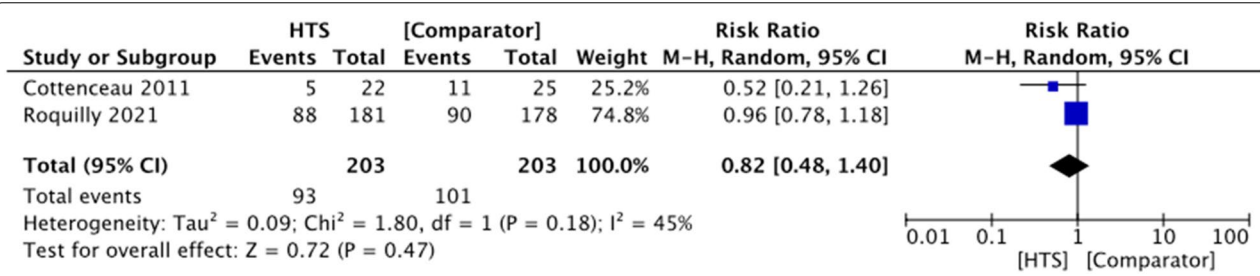 HTS [Comparator] Risk Ratio Risk Ratio
Study or Subgroup Events Total Events Total Weight M-H, Random, 95% CI M-H, Random, 95% CI
Cottenceau 2011 5 22 11 25 25.2% 0.52 [0.21, 1.26]
Roquilly 2021 88 181 90 178 74.8% 0.96 [0.78, 1.18]
Total (95% CI) 203 203 100.0% 0.82 [0.48, 1.40]
Total events 93 101
Heterogeneity: Tau² = 0.09; Chi² = 1.80, df = 1 (P = 0.18); I² = 45%
Test for overall effect: Z = 0.72 (P = 0.47)
0.01 0.1 1 10 100
[HTS] [Comparator]